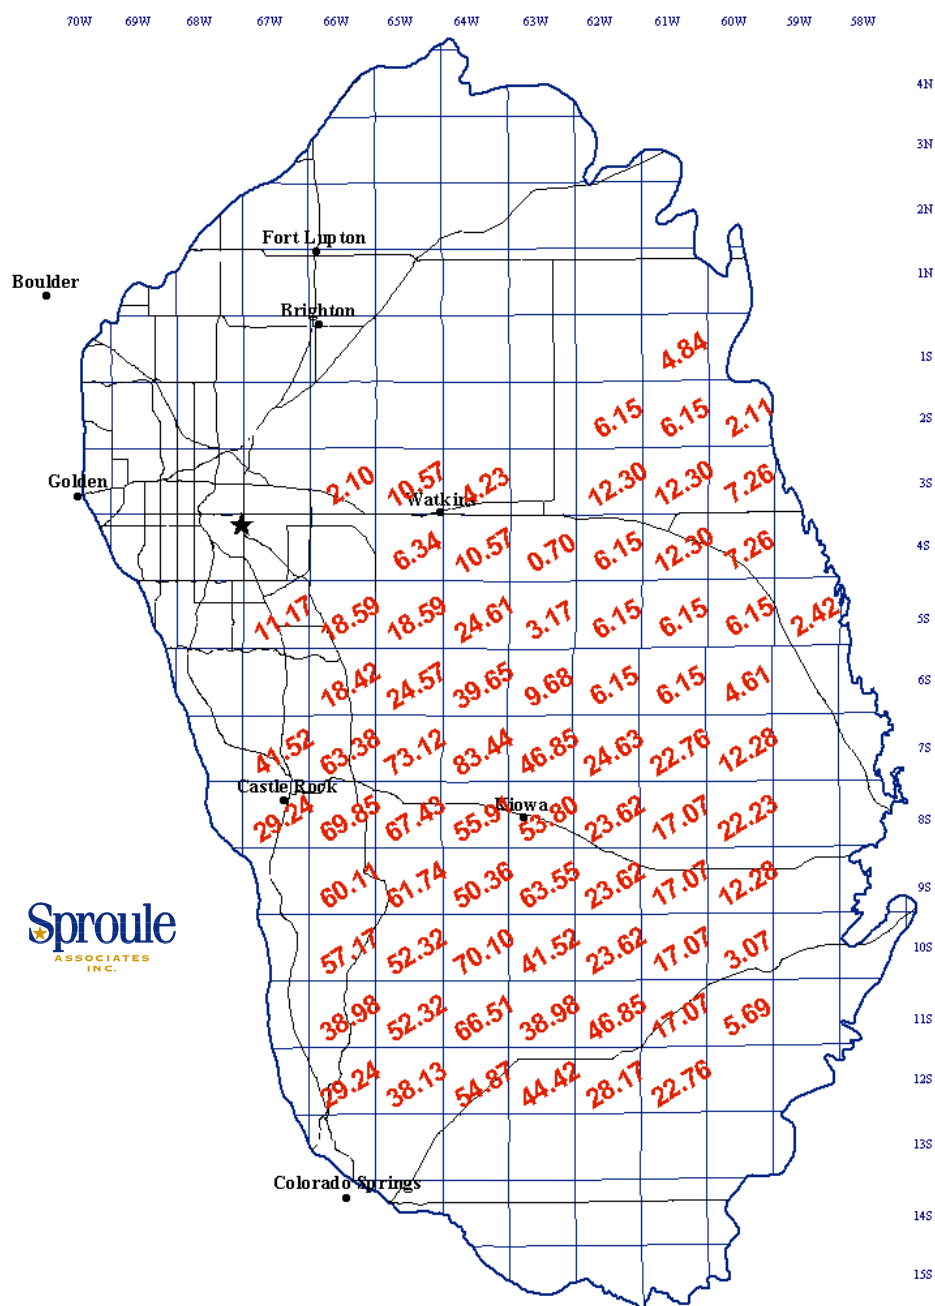 70W 69W 68W 67W 66W 65W 64W 63W 62W 61W 60W 59W 58W
4N
3N
2N
Fort Lupton
1N
Boulder
Brighton
4.84 1S
6.15 6.15 2.11 2S
Golden 2.10 10.57 4.23 12.30 12.30 7.26 3S
Watkins
6.34 10.57 0.70 6.15 12.30 7.26 4S
11.17 18.59 18.59 24.61 3.17 6.15 6.15 6.15 2.42 5S
18.42 24.57 39.65 9.68 6.15 6.15 4.61 6S
41.52 63.38 73.12 83.44 46.85 24.63 22.76 12.28 7S
Castle Rock Kiowa
29.24 69.85 67.43 53.80 23.62 17.07 22.23 8S
60.11 61.74 50.36 63.55 23.62 17.07 12.28 9S
Sproule
ASSOCIATES
INC.
57.17 52.32 70.10 41.52 23.62 17.07 3.07 10S
38.98 52.32 66.51 38.98 46.85 17.07 5.69 11S
29.24 38.13 54.87 44.42 28.17 22.76 12S
13S
Colorado Springs
14S
15S